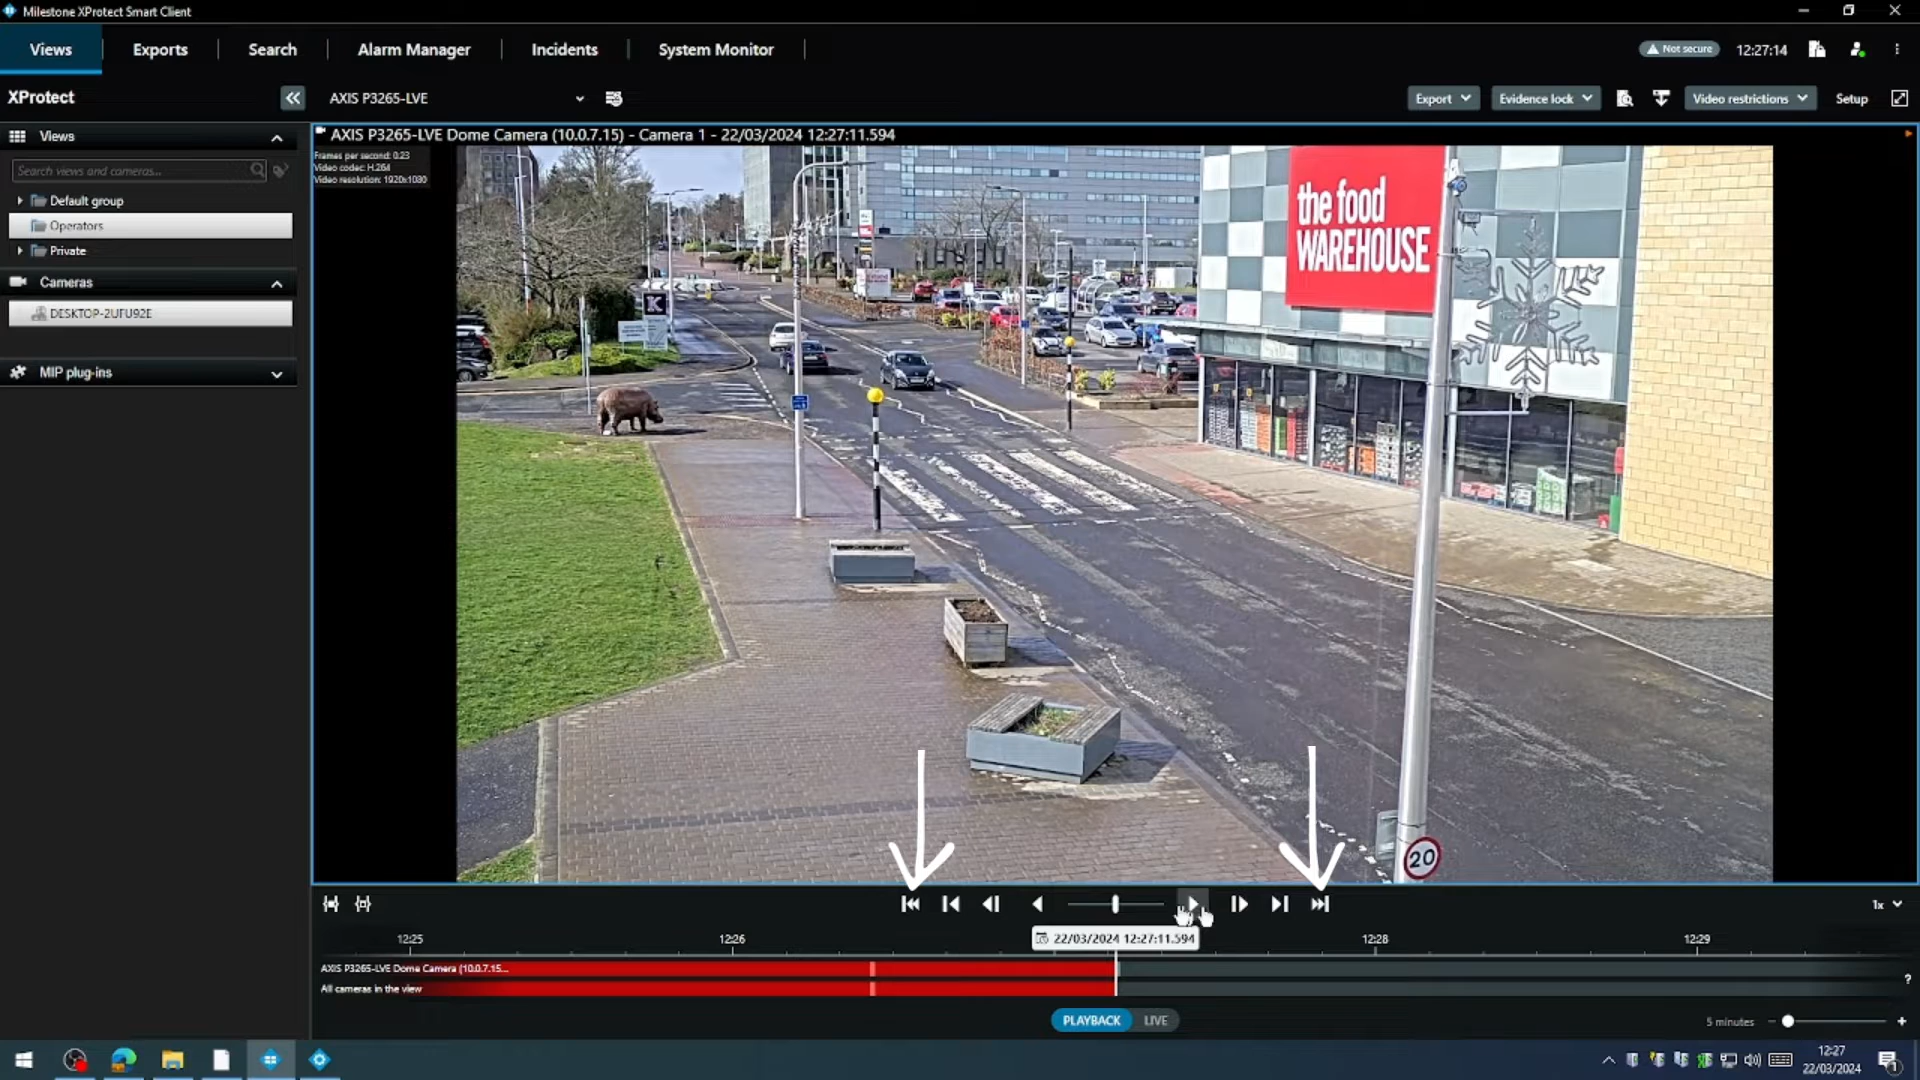 Milestone XProtect Smart Client
Views
Exports
Search
Alarm Manager
Incidents
System Monitor
Not secure
12:27:14
XProtect
AXIS P3265-LVE
Export
Evidence lock
Video restrictions
Setup
Views
Search views and cameras...
Default group
Operators
Private
Cameras
DESKTOP-2UFU92E
MIP plug-ins
AXIS P3265-LVE Dome Camera (10.0.7.15) - Camera 1 - 22/03/2024 12:27:11.594
Frames per second: 0.23
Video codec: H.264
Video resolution: 1920x1080
the food
WAREHOUSE
K
20
1x
12:25
12:26
22/03/2024 12:27:11.594
12:28
12:29
AXIS P3265-LVE Dome Camera (10.0.7.15...
All cameras in the view
?
PLAYBACK
LIVE
5 minutes
12:27
22/03/2024
1